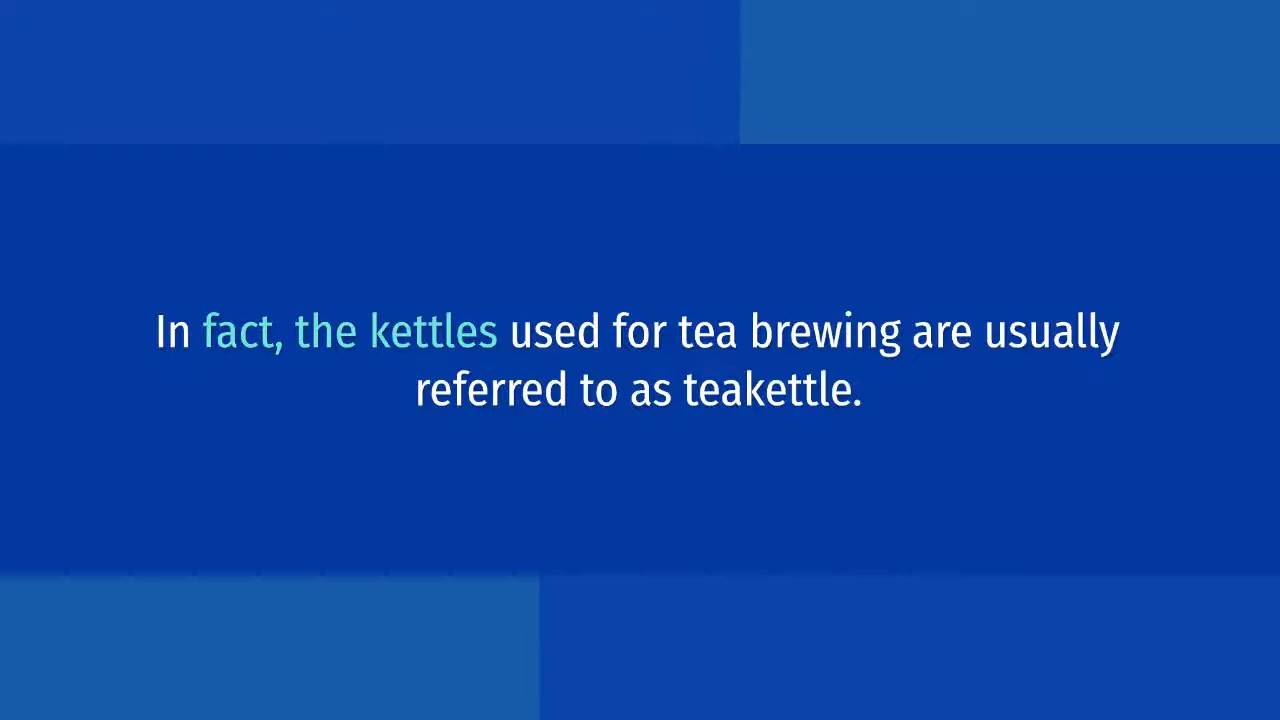 In fact, the kettles used for tea brewing are usually
referred to as teakettle.